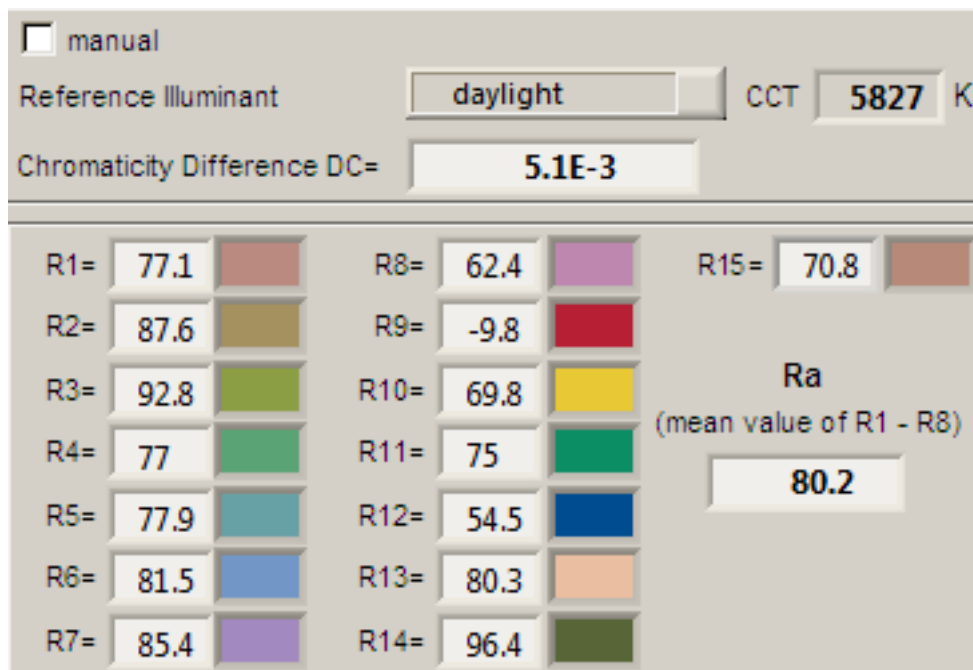 manual
Reference Illuminant daylight CCT 5827 K
Chromaticity Difference DC= 5.1E-3
R1= 77.1 R8= 62.4 R15= 70.8
R2= 87.6 R9= -9.8
R3= 92.8 R10= 69.8 Ra
(mean value of R1 - R8)
R4= 77 R11= 75
80.2
R5= 77.9 R12= 54.5
R6= 81.5 R13= 80.3
R7= 85.4 R14= 96.4